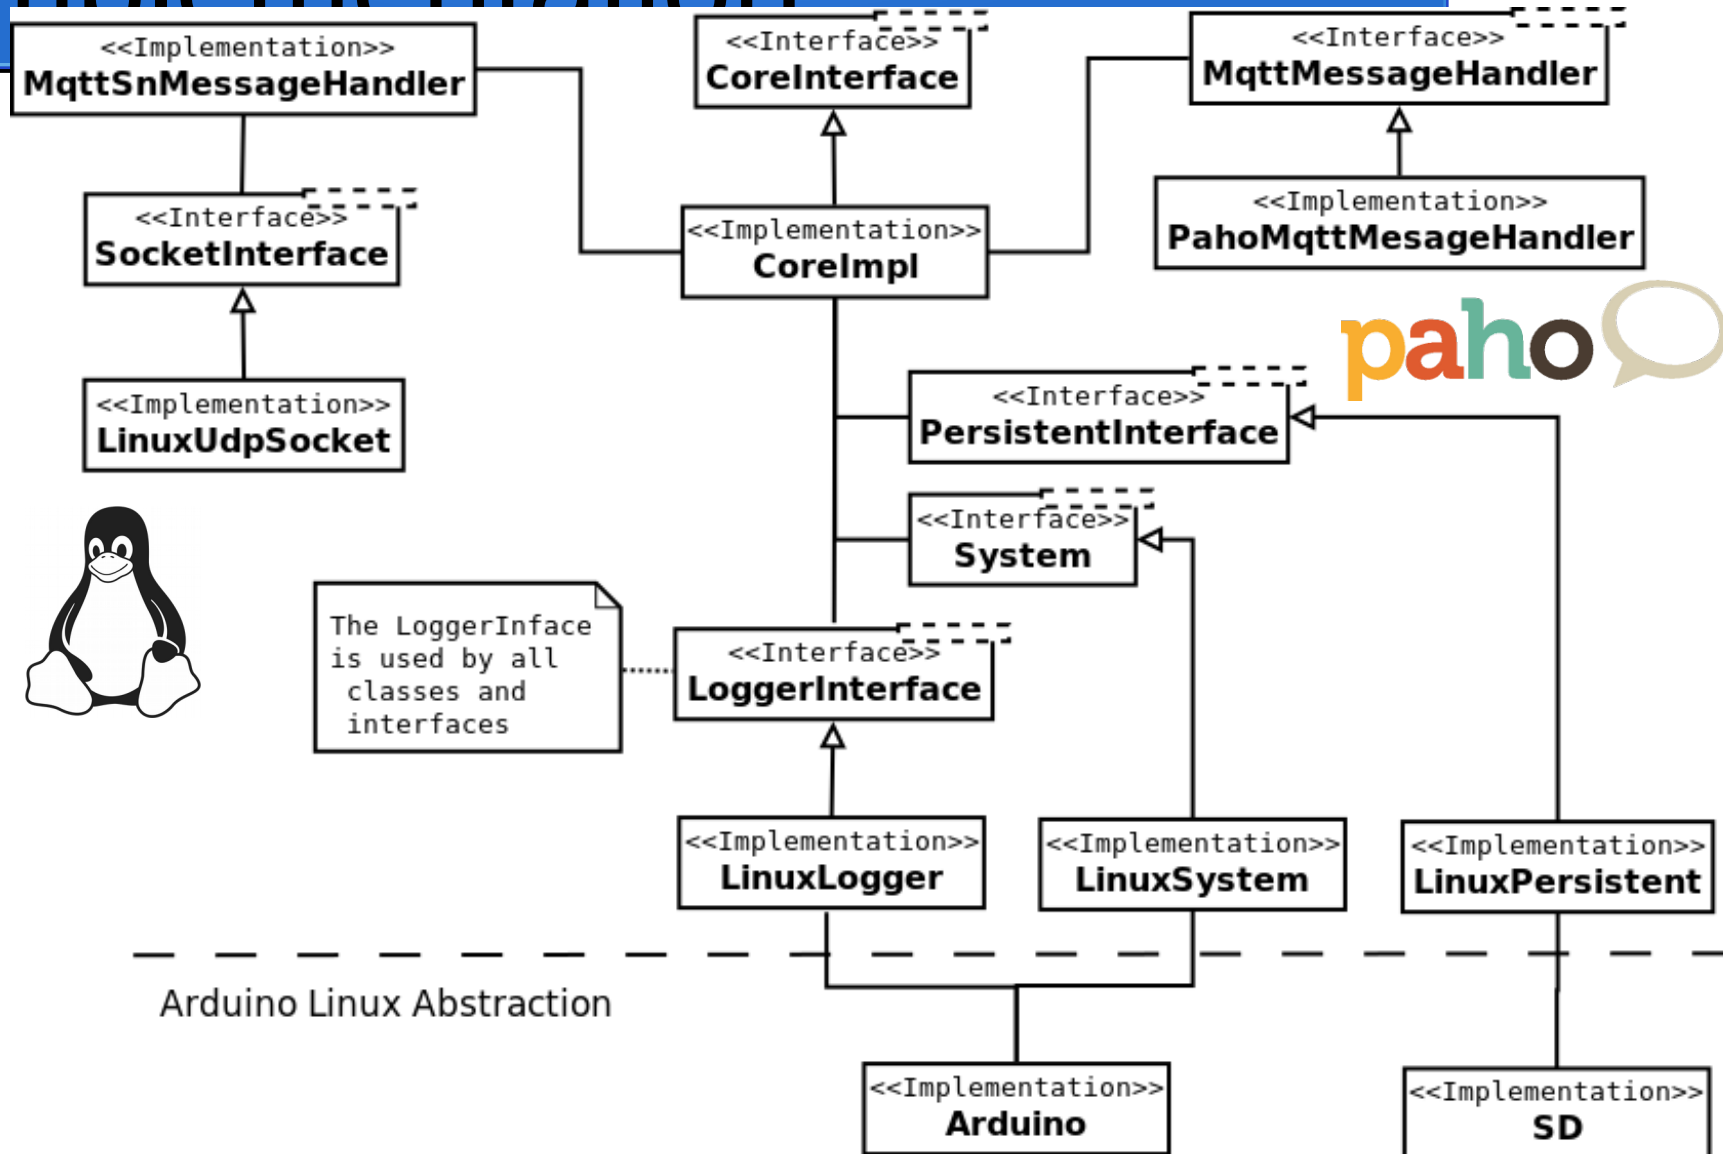 <<Implementation>>
MqttSnMessageHandler
<<Interface>>
CoreInterface
<<Interface>>
MqttMessageHandler
<<Interface>>
SocketInterface
<<Implementation>>
CoreImpl
<<Implementation>>
PahoMqttMesageHandler
paho
<<Implementation>>
LinuxUdpSocket
<<Interface>>
PersistentInterface
<<Interface>>
System
The LoggerInface
is used by all
classes and
interfaces
<<Interface>>
LoggerInterface
<<Implementation>>
LinuxLogger
<<Implementation>>
LinuxSystem
<<Implementation>>
LinuxPersistent
Arduino Linux Abstraction
<<Implementation>>
Arduino
<<Implementation>>
SD